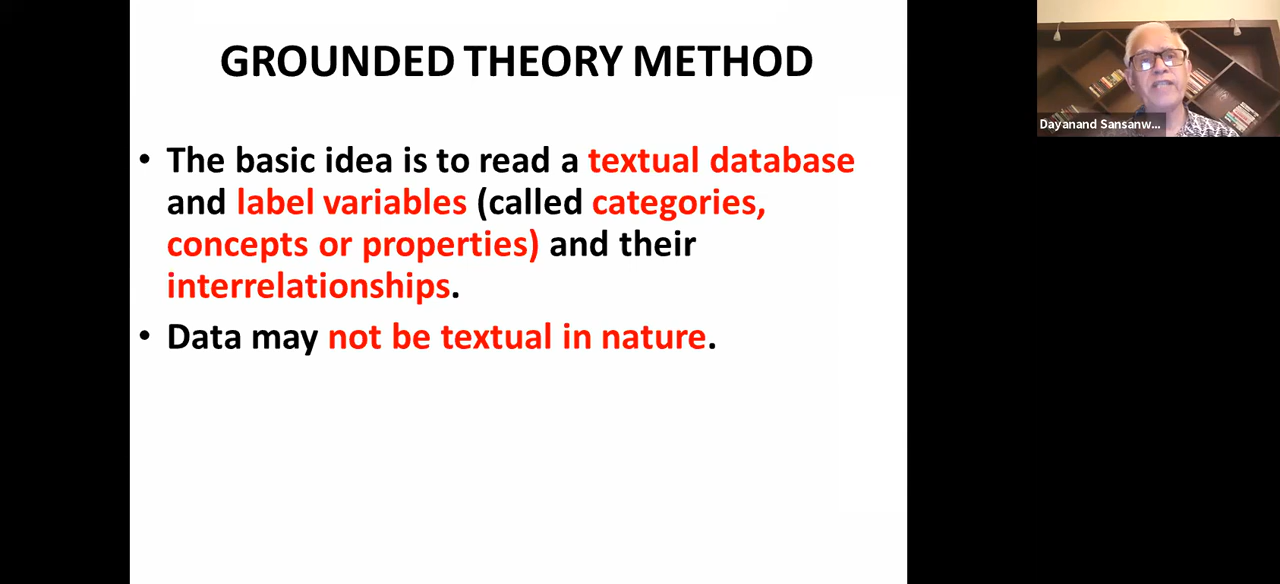 GROUNDED THEORY METHOD
• The basic idea is to read a textual database
and label variables (called categories,
concepts or properties) and their
interrelationships.
• Data may not be textual in nature.
Dayanand Sansanw...